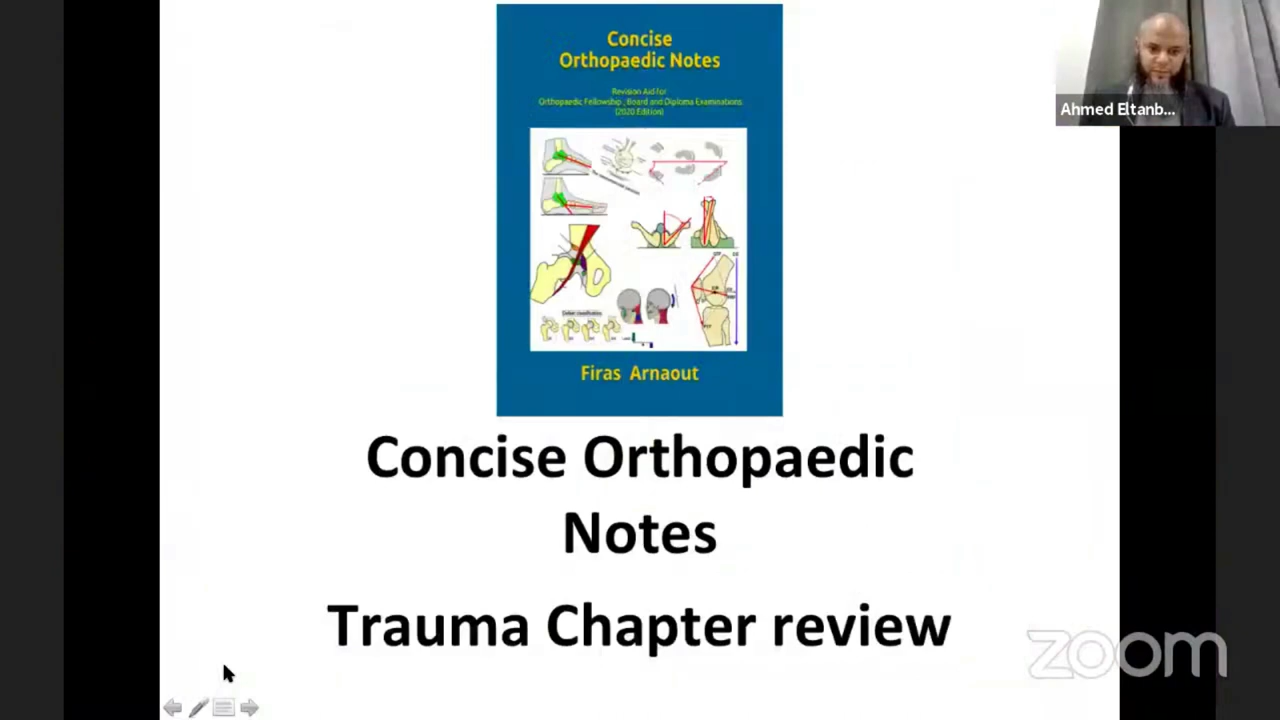 Concise
Orthopaedic Notes
Revision Aid for
Orthopaedic Fellowship , Board and Diploma Examinations
(2020 Edition)
Firas Arnaout
Ahmed Eltanb...
Concise Orthopaedic
Notes
Trauma Chapter review
zoom